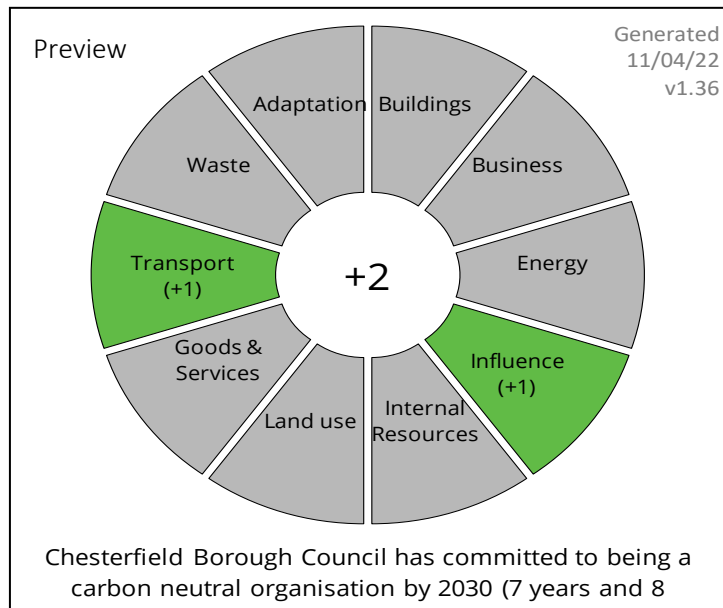 Preview
Generated
11/04/22
v1.36
Adaptation
Buildings
Waste
Business
Transport
(+1)
+2
Energy
Goods &
Services
Influence
(+1)
Land use
Internal
Resources
Chesterfield Borough Council has committed to being a
carbon neutral organisation by 2030 (7 years and 8